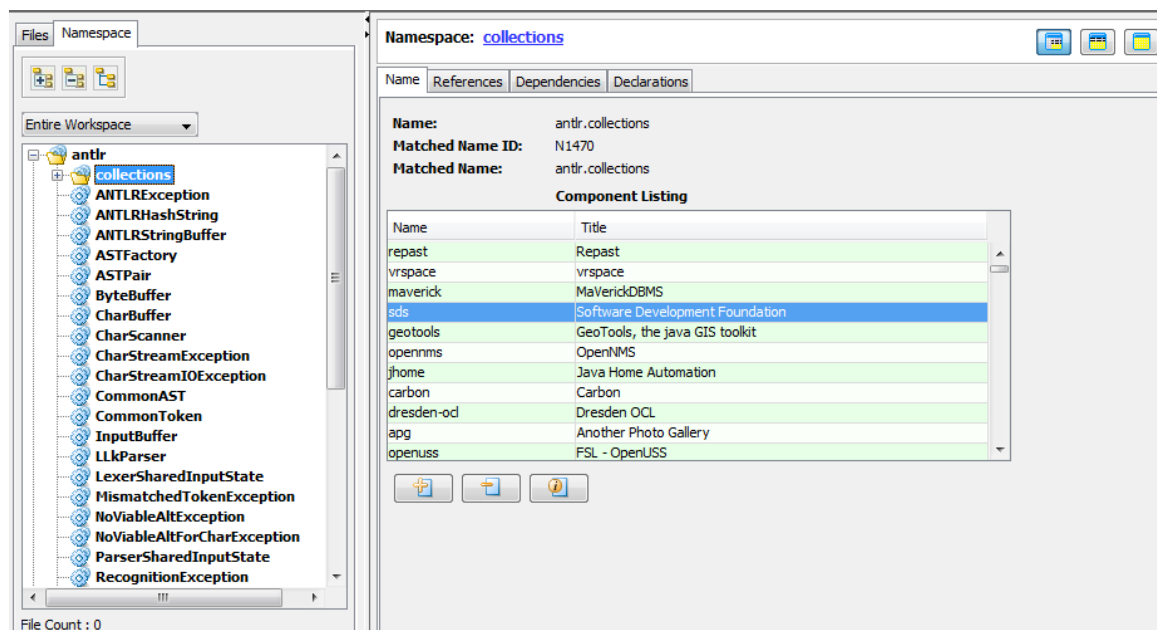 Files Namespace
Entire Workspace
antlr
collections
ANTLRException
ANTLRHashString
ANTLRStringBuffer
ASTFactory
ASTPair
ByteBuffer
CharBuffer
CharScanner
CharStreamException
CharStreamIOException
CommonAST
CommonToken
InputBuffer
LLkParser
LexerSharedInputState
MismatchedTokenException
NoViableAltException
NoViableAltForCharException
ParserSharedInputState
RecognitionException
File Count : 0
Namespace: collections
Name References Dependencies Declarations
Name: antlr.collections
Matched Name ID: N1470
Matched Name: antlr.collections
Component Listing
Name Title
repast Repast
vrspace vrspace
maverick MaVerickDBMS
sds Software Development Foundation
geotools GeoTools, the java GIS toolkit
opennms OpenNMS
jhome Java Home Automation
carbon Carbon
dresden-ocl Dresden OCL
apg Another Photo Gallery
openuss FSL - OpenUSS